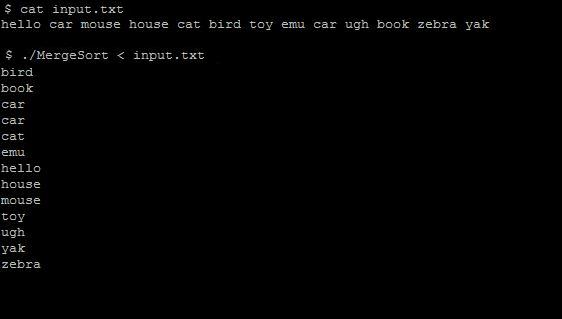 $ cat input.txt
hello car mouse house cat bird toy emu car ugh book zebra yak
$ ./MergeSort < input.txt
bird
book
car
car
cat
emu
hello
house
mouse
toy
ugh
yak
zebra